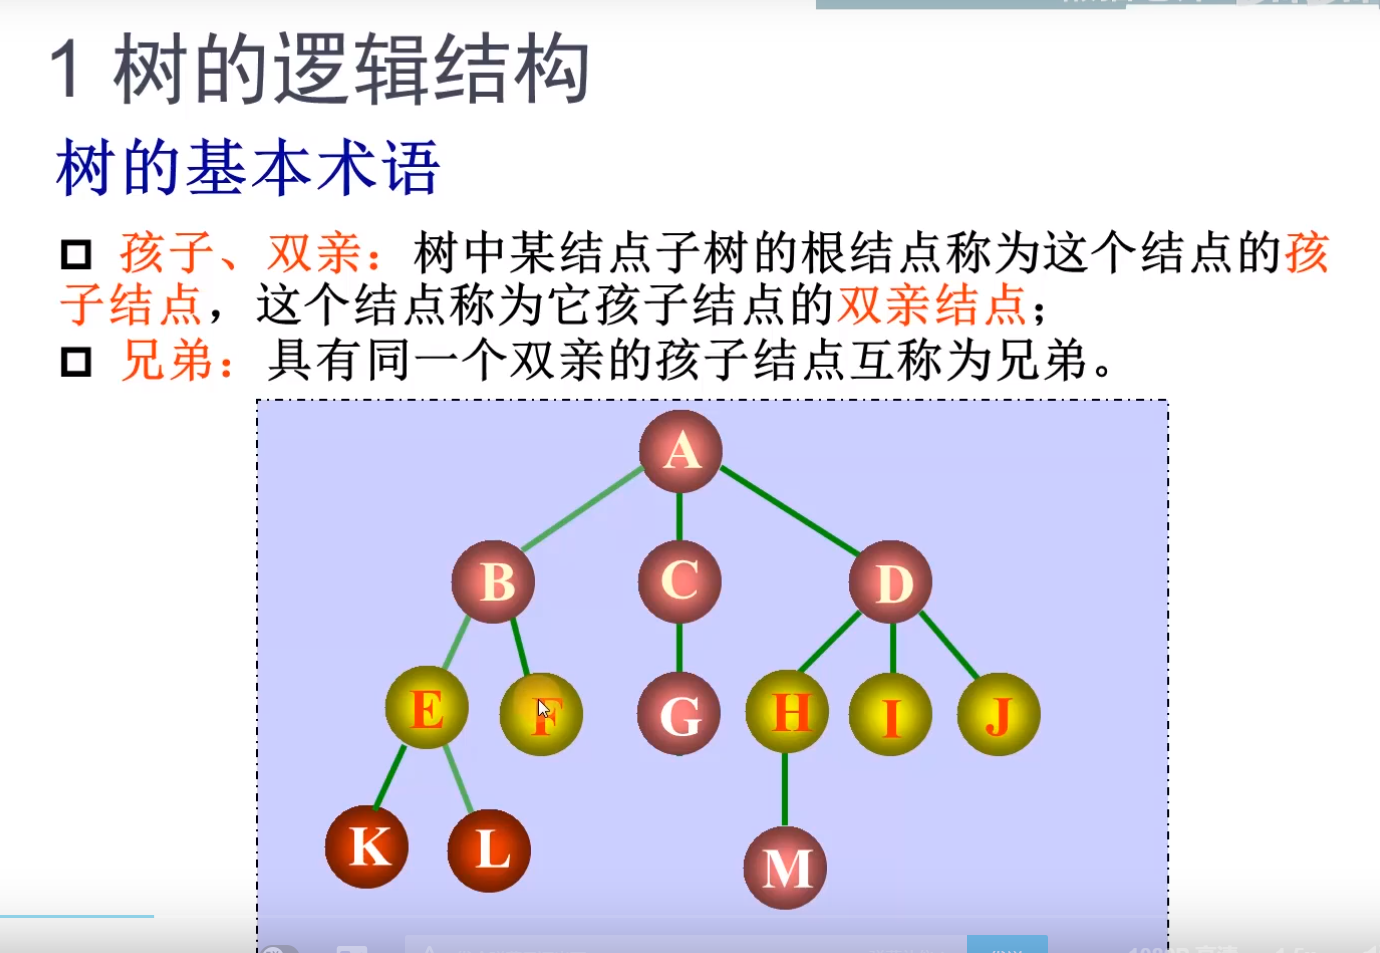 1 树的逻辑结构
树的基本术语
孩子、双亲：树中某结点子树的根结点称为这个结点的孩
子结点，这个结点称为它孩子结点的双亲结点；
兄弟：具有同一个双亲的孩子结点互称为兄弟。
A
B C D
E F G H I J
K L M